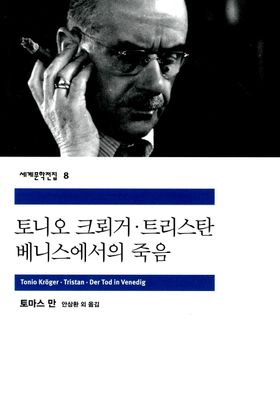 세계문학전집 8
토니오 크뢰거·트리스탄
베니스에서의 죽음
Tonio Kröger · Tristan · Der Tod in Venedig
토마스 만 안삼환 외 옮김